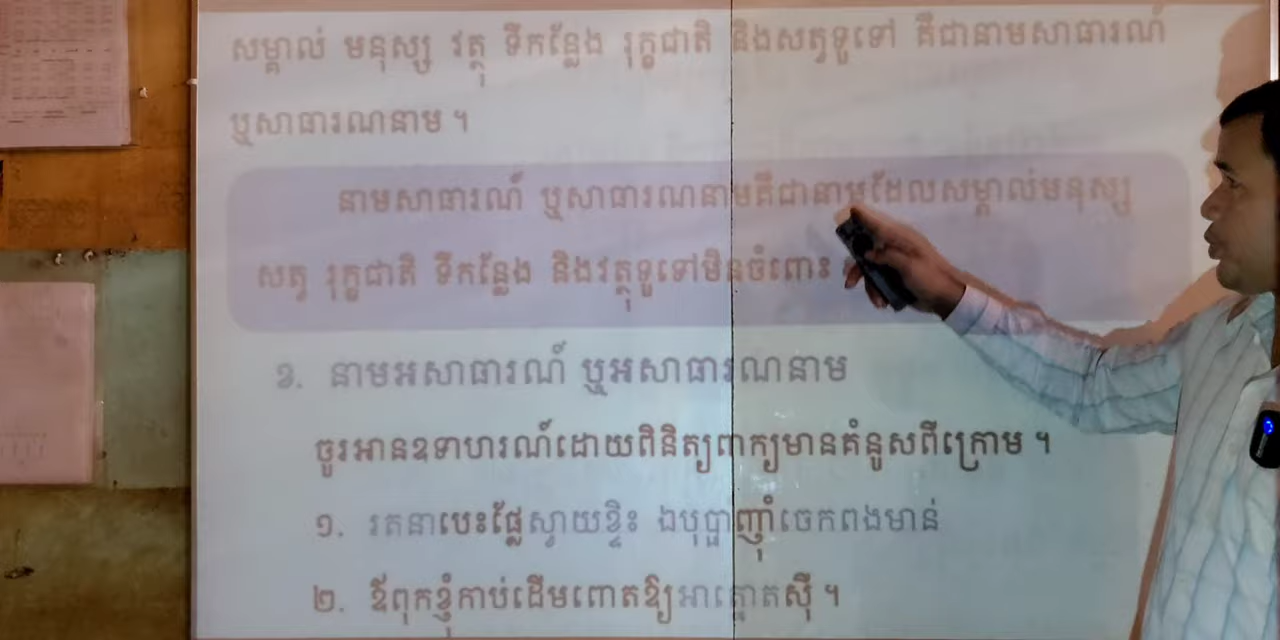 សម្គាល់ មនុស្ស វត្ថុ ទីកន្លែង រុក្ខជាតិ និងសត្វទូទៅ គឺជានាមសាធារណ៍
ឬសាធារណនាម ។
នាមសាធារណ៍ ឬសាធារណនាមគឺជានាមដែលសម្គាល់មនុស្ស
សត្វ រុក្ខជាតិ ទីកន្លែង និងវត្ថុទូទៅមិនចំពោះ
ខ. នាមអសាធារណ៍ ឬអសាធារណនាម
ចូរអានឧទាហរណ៍ដោយពិនិត្យពាក្យមានគំនូសពីក្រោម ។
១. រតនាបេះផ្លែស្វាយខ្ទិះ ឯបុប្ផាញ៉ាំចេកពងមាន់
២. ឪពុកខ្ញុំកាប់ដើមពោតឱ្យអាត្នោតស៊ី ។